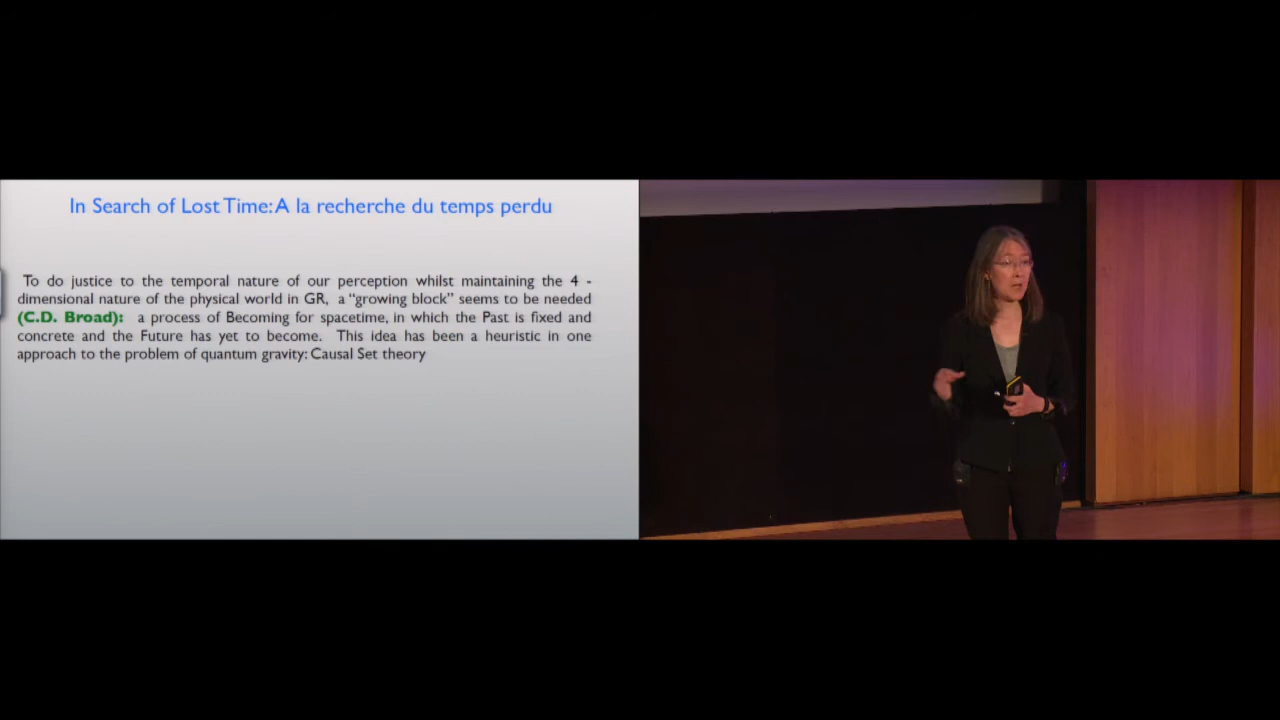 In Search of Lost Time: A la recherche du temps perdu
To do justice to the temporal nature of our perception whilst maintaining the 4 -
dimensional nature of the physical world in GR, a “growing block” seems to be needed
(C.D. Broad): a process of Becoming for spacetime, in which the Past is fixed and
concrete and the Future has yet to become. This idea has been a heuristic in one
approach to the problem of quantum gravity: Causal Set theory